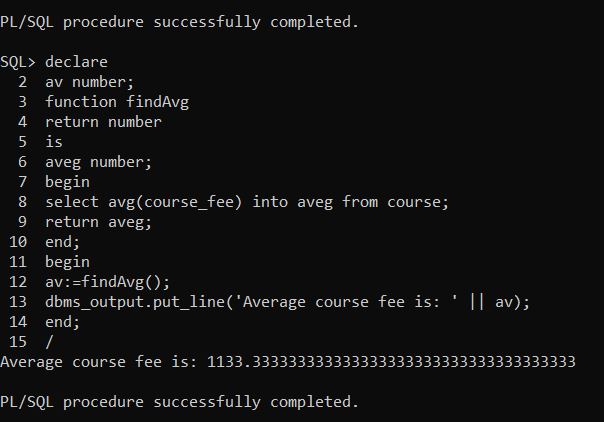 PL/SQL procedure successfully completed.
SQL> declare
2 av number;
3 function findAvg
4 return number
5 is
6 aveg number;
7 begin
8 select avg(course_fee) into aveg from course;
9 return aveg;
10 end;
11 begin
12 av:=findAvg();
13 dbms_output.put_line('Average course fee is: ' || av);
14 end;
15 /
Average course fee is: 1133.333333333333333333333333333333333333
PL/SQL procedure successfully completed.